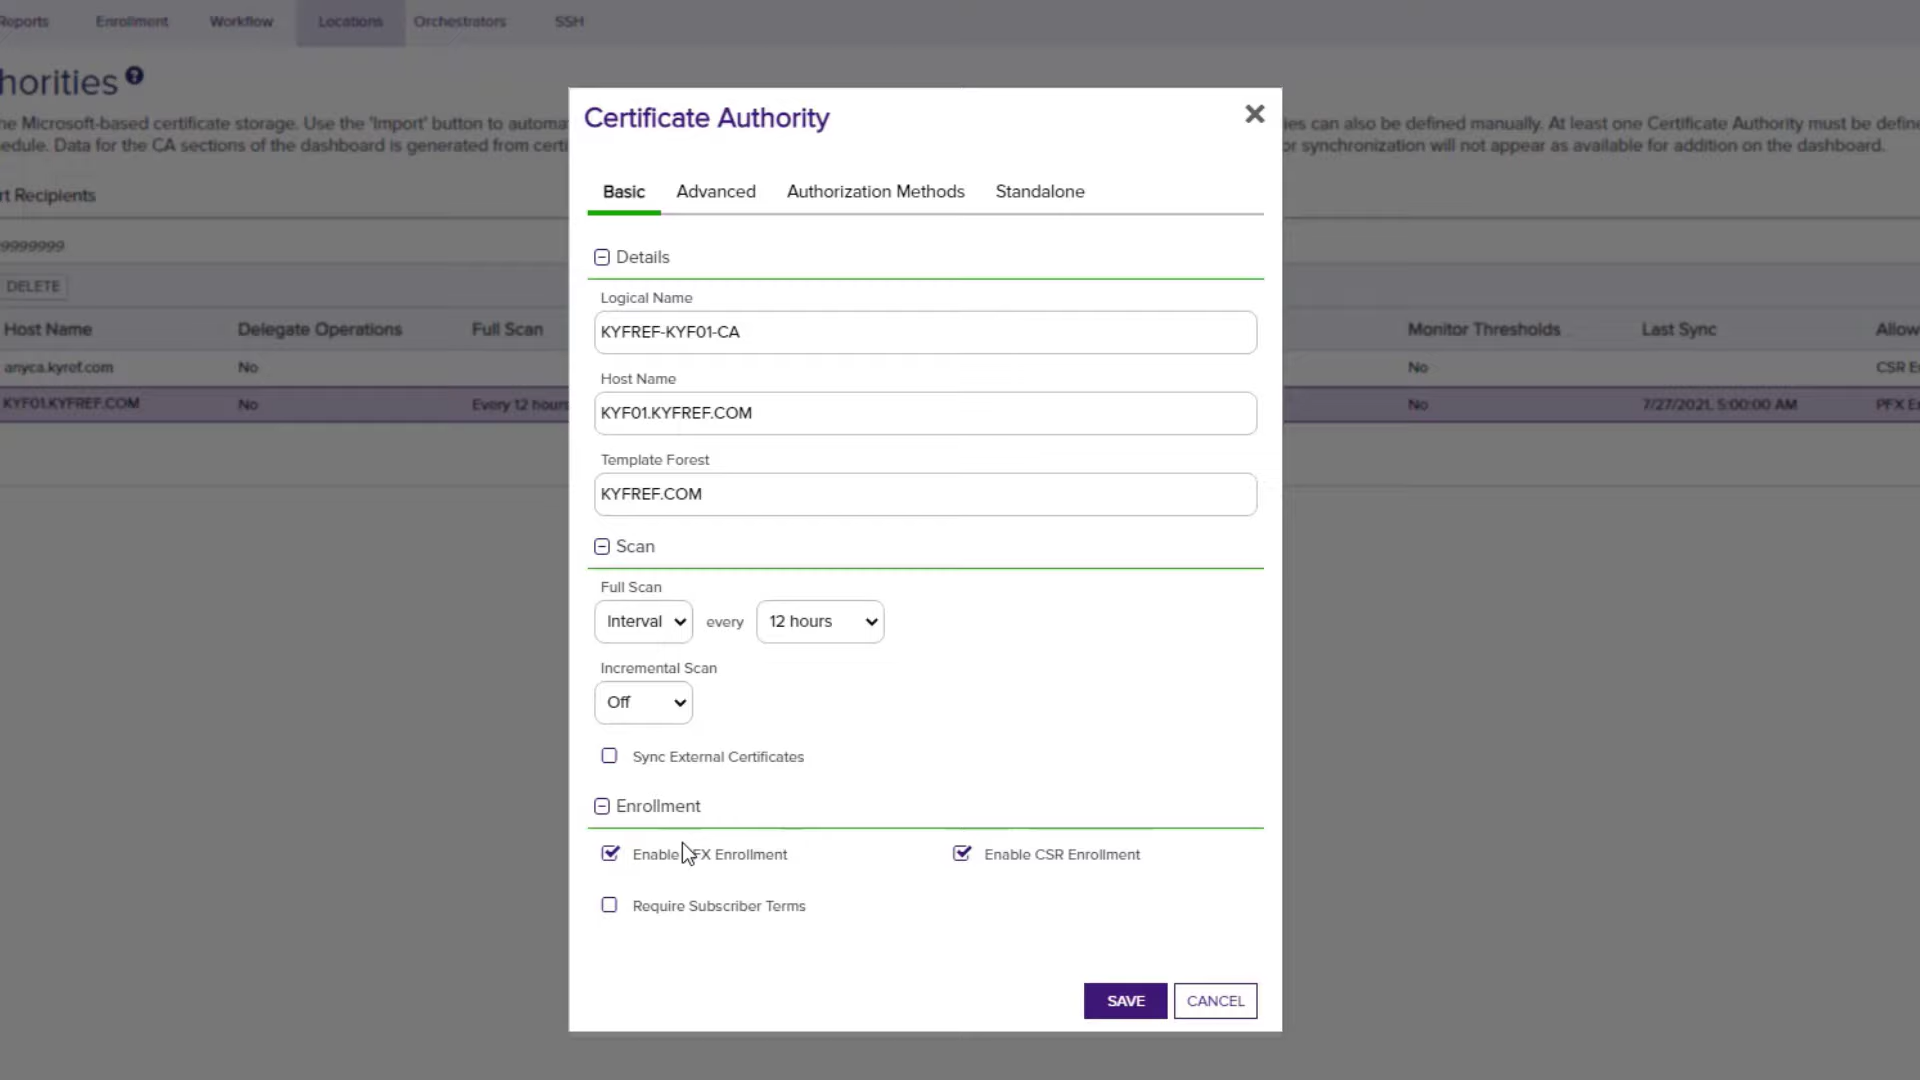 Reports Enrollment Workflow Locations Orchestrators SSH
horities ?
he Microsoft-based certificate storage. Use the 'Import' button to automa
ies can also be defined manually. At least one Certificate Authority must be define
edule. Data for the CA sections of the dashboard is generated from certi
or synchronization will not appear as available for addition on the dashboard.
rt Recipients
9999999
DELETE
Host Name Delegate Operations Full Scan Monitor Thresholds Last Sync Allow
anyca.kyref.com No No CSR E
KYF01.KYFREF.COM No Every 12 hours No 7/27/2021, 5:00:00 AM PFX E
Certificate Authority
Basic Advanced Authorization Methods Standalone
Details
Logical Name
KYFREF-KYF01-CA
Host Name
KYF01.KYFREF.COM
Template Forest
KYFREF.COM
Scan
Full Scan
Interval every 12 hours
Incremental Scan
Off
Sync External Certificates
Enrollment
Enable PFX Enrollment Enable CSR Enrollment
Require Subscriber Terms
SAVE CANCEL